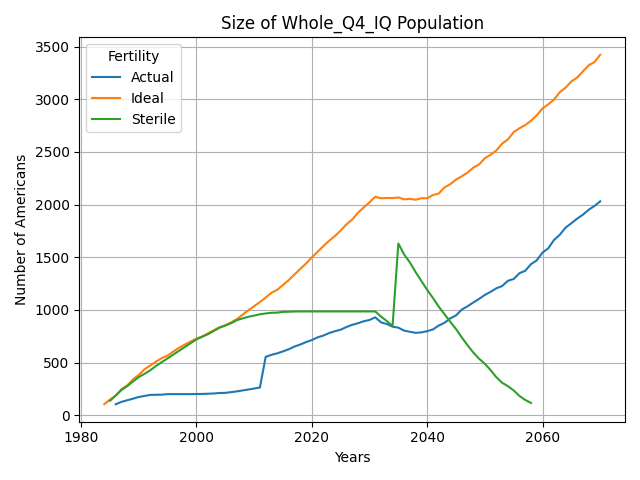 Size of Whole_Q4_IQ Population
Fertility
Actual
Ideal
Sterile
Number of Americans
3500
3000
2500
2000
1500
1000
500
0
1980
2000
2020
2040
2060
Years